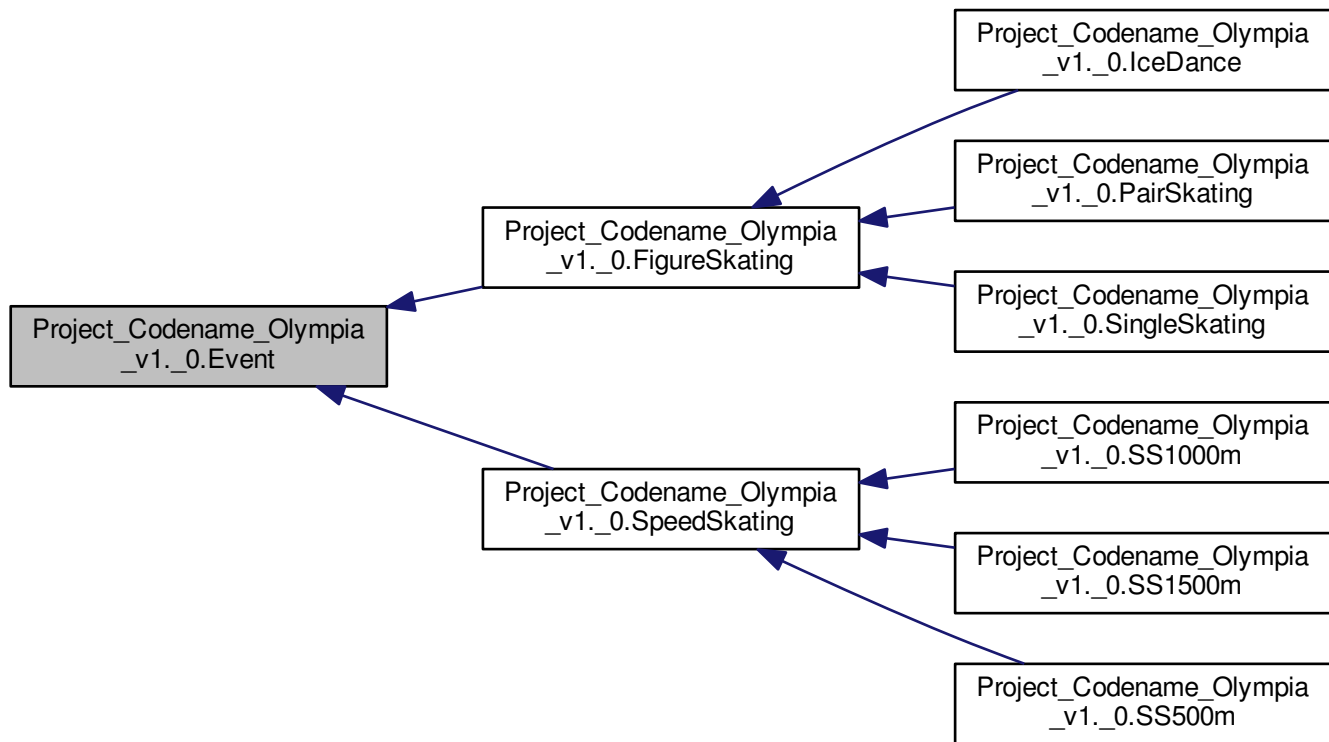 Project_Codename_Olympia
_v1._0.Event
Project_Codename_Olympia
_v1._0.FigureSkating
Project_Codename_Olympia
_v1._0.SpeedSkating
Project_Codename_Olympia
_v1._0.IceDance
Project_Codename_Olympia
_v1._0.PairSkating
Project_Codename_Olympia
_v1._0.SingleSkating
Project_Codename_Olympia
_v1._0.SS1000m
Project_Codename_Olympia
_v1._0.SS1500m
Project_Codename_Olympia
_v1._0.SS500m